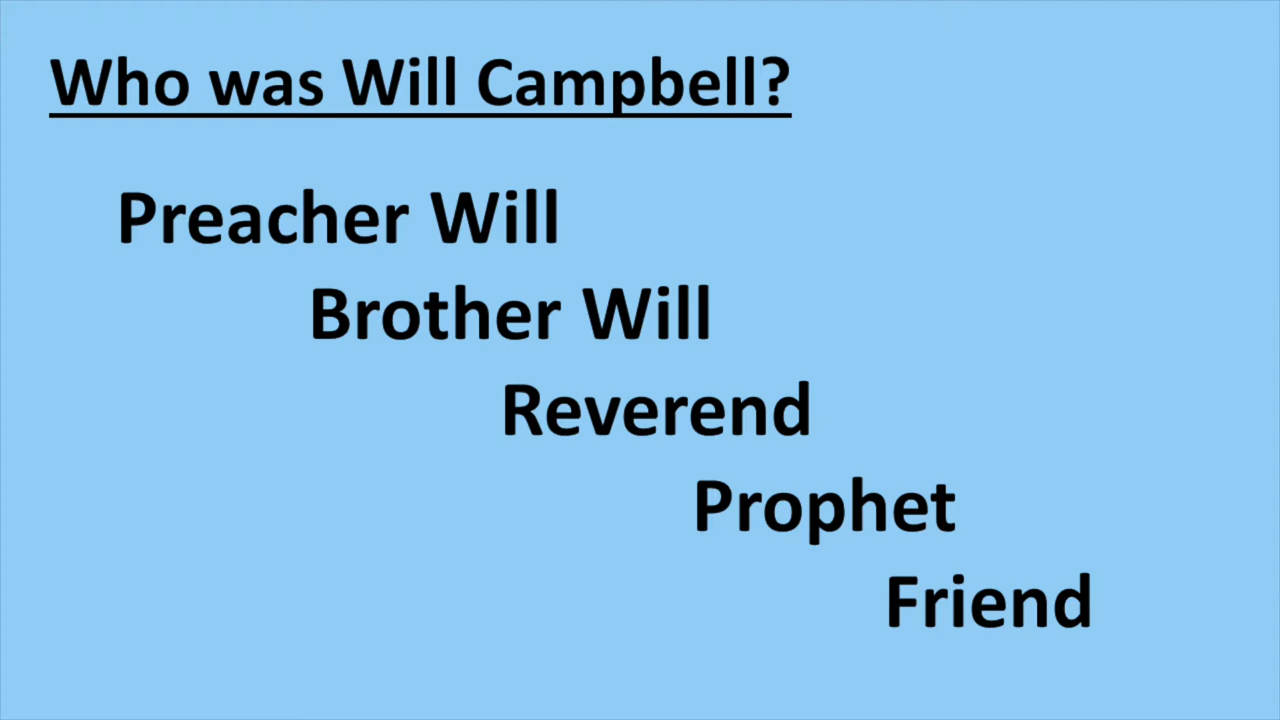 Who was Will Campbell?
Preacher Will
Brother Will
Reverend
Prophet
Friend